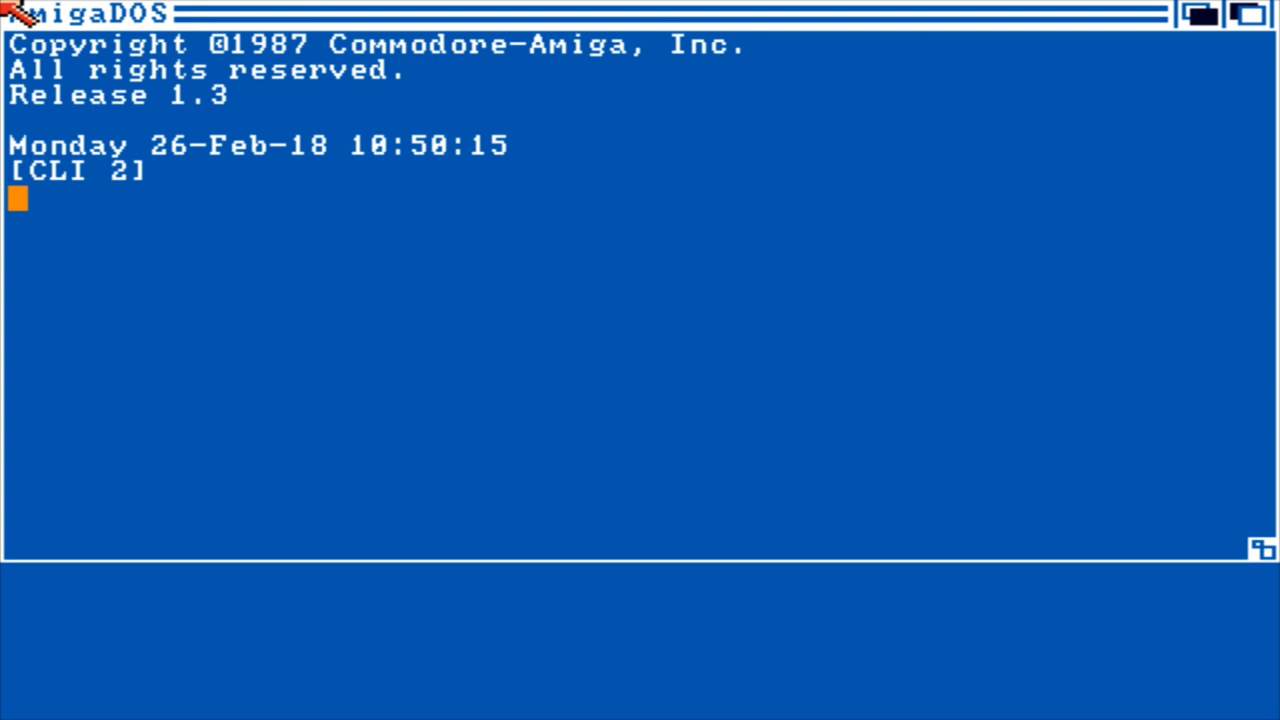 AmigaDOS
Copyright ©1987 Commodore-Amiga, Inc.
All rights reserved.
Release 1.3
Monday 26-Feb-18 10:50:15
[CLI 2]